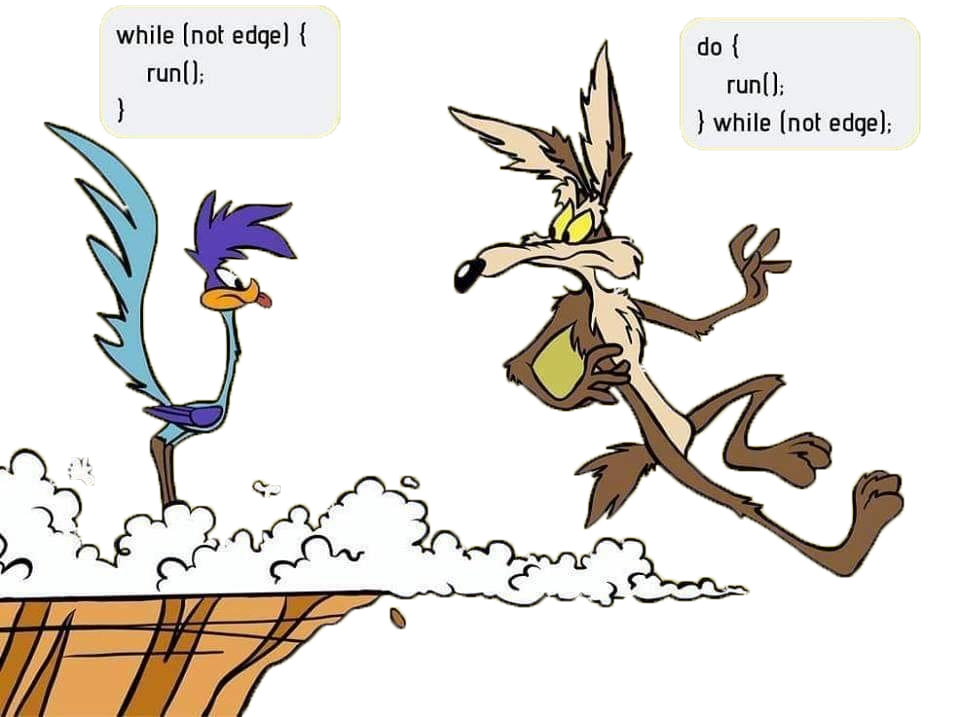 while (not edge) {
run();
}
do {
run();
} while (not edge);